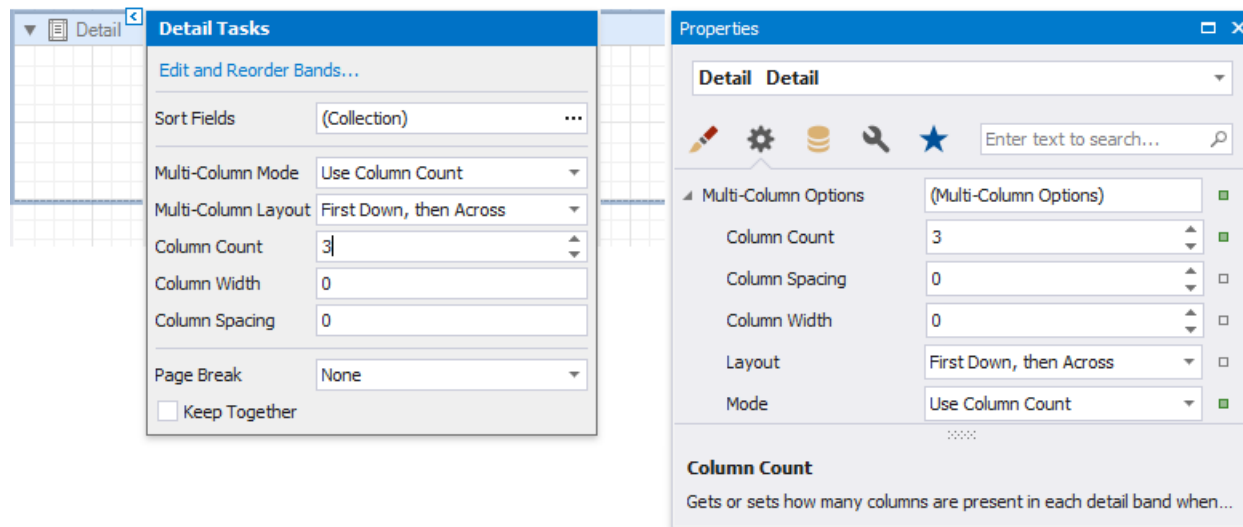 Detail
Detail Tasks
Edit and Reorder Bands...
Sort Fields (Collection) ...
Multi-Column Mode Use Column Count
Multi-Column Layout First Down, then Across
Column Count 3
Column Width 0
Column Spacing 0
Page Break None
Keep Together
Properties
Detail Detail
Enter text to search...
Multi-Column Options (Multi-Column Options)
Column Count 3
Column Spacing 0
Column Width 0
Layout First Down, then Across
Mode Use Column Count
Column Count
Gets or sets how many columns are present in each detail band when...